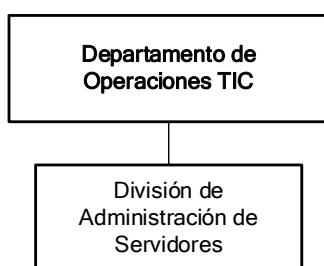 Departamento de
Operaciones TIC
División de
Administración de
Servidores